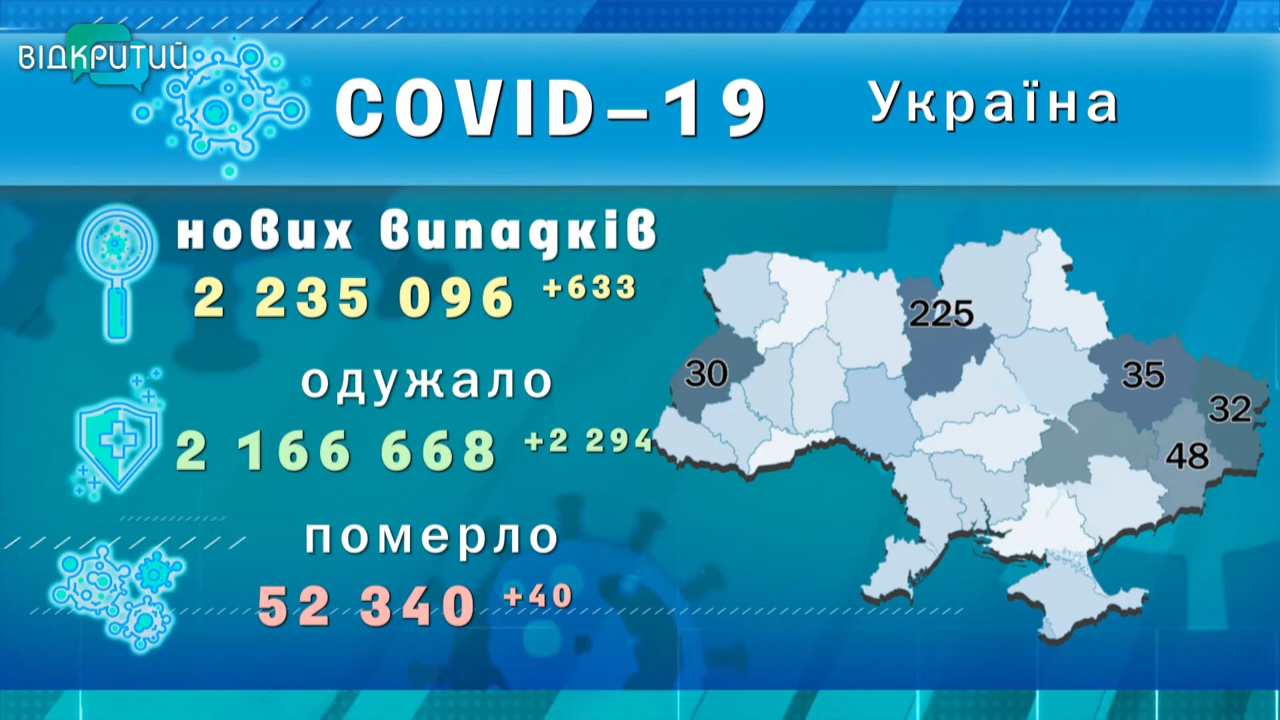 ВІДКРИТИЙ
COVID–19
Україна
нових випадків
2 235 096 +633
одужало
2 166 668 +2 294
померло
52 340 +40
225
30
35
32
48